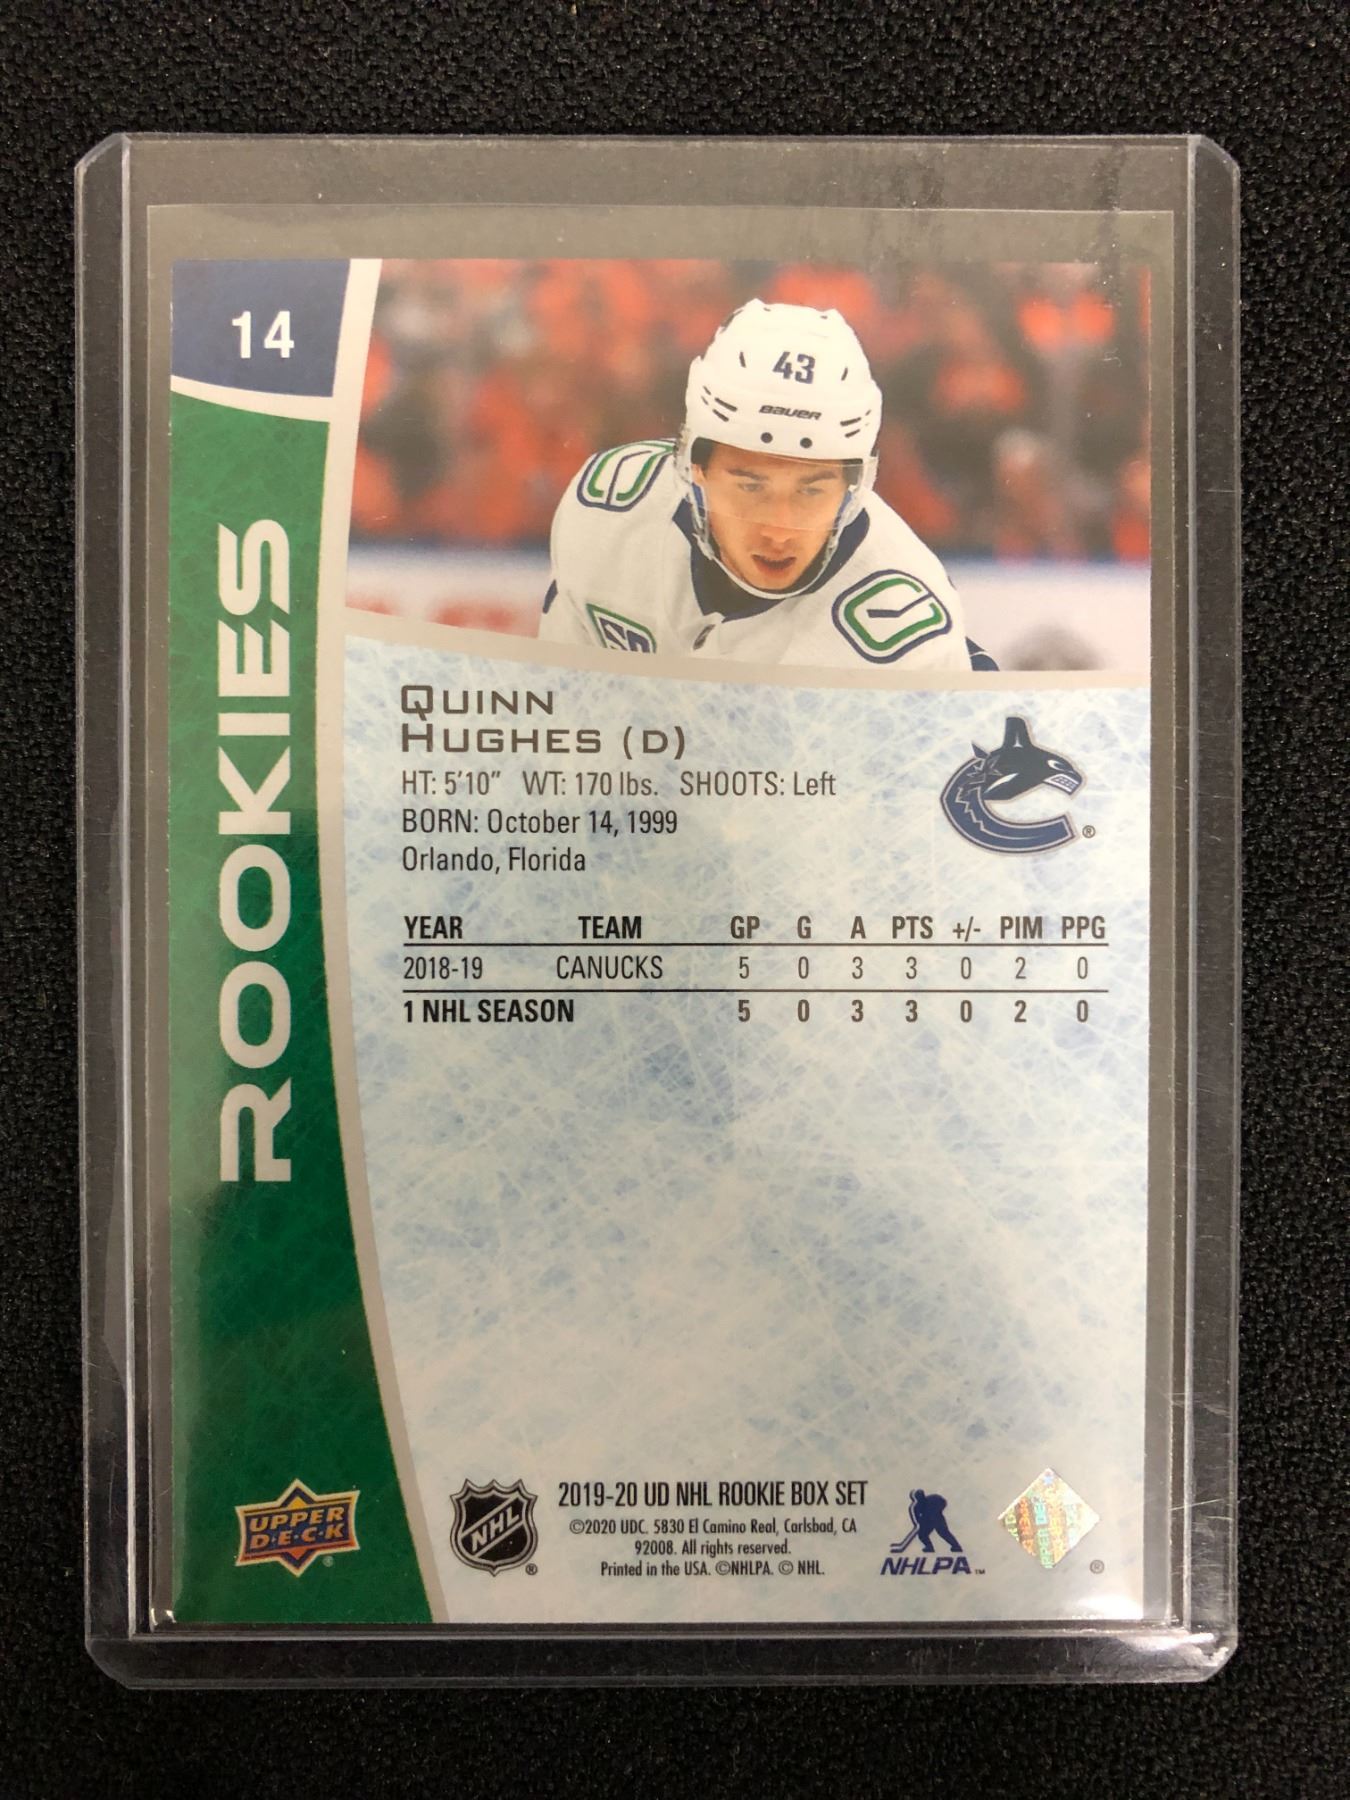 14
ROOKIES
43
BAUER
QUINN
HUGHES (D)
HT: 5'10" WT: 170 lbs. SHOOTS: Left
BORN: October 14, 1999
Orlando, Florida
YEAR TEAM GP G A PTS +/- PIM PPG
2018-19 CANUCKS 5 0 3 3 0 2 0
1 NHL SEASON 5 0 3 3 0 2 0
UPPER
D·E·C·K
NHL
2019-20 UD NHL ROOKIE BOX SET
©2020 UDC. 5830 El Camino Real, Carlsbad, CA
92008. All rights reserved.
Printed in the USA. ©NHLPA. © NHL.
NHLPA™